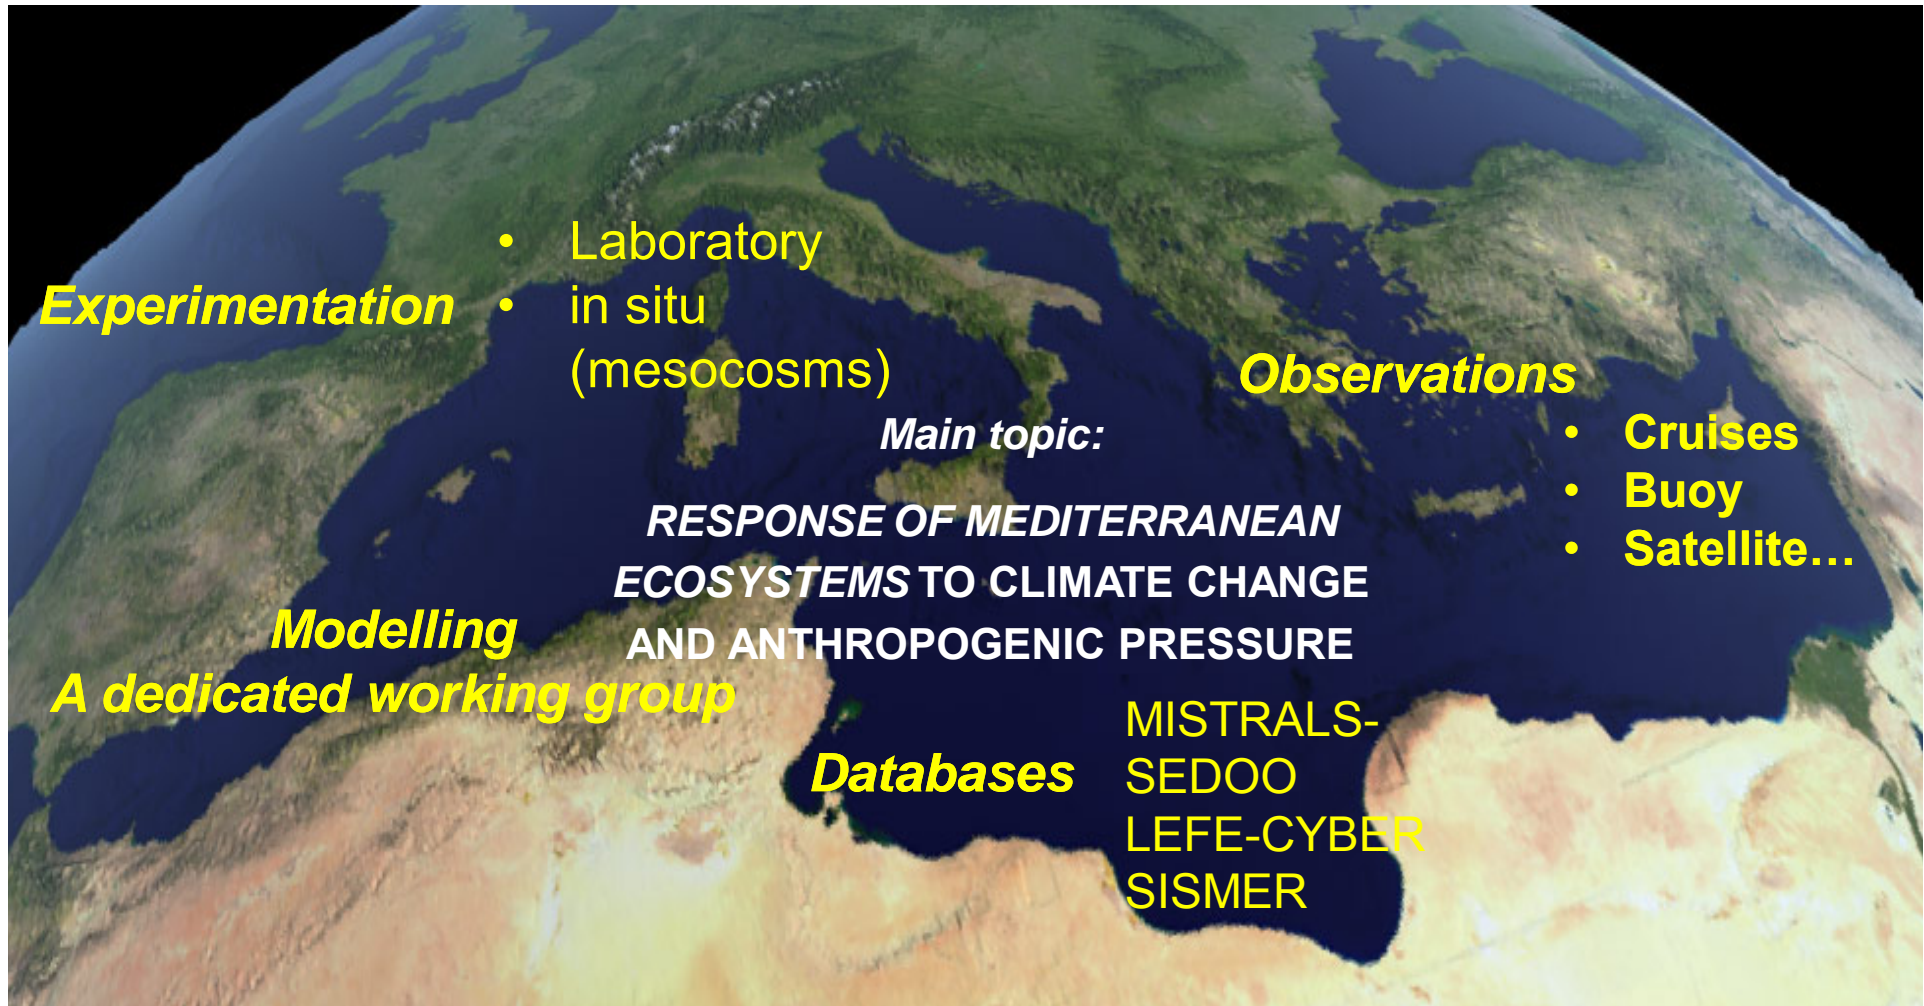 • Laboratory
Experimentation • in situ
(mesocosms)
Observations
• Cruises
• Buoy
• Satellite…
Main topic:
RESPONSE OF MEDITERRANEAN
ECOSYSTEMS TO CLIMATE CHANGE
AND ANTHROPOGENIC PRESSURE
Modelling
A dedicated working group
Databases
MISTRALS-
SEDOO
LEFE-CYBER
SISMER